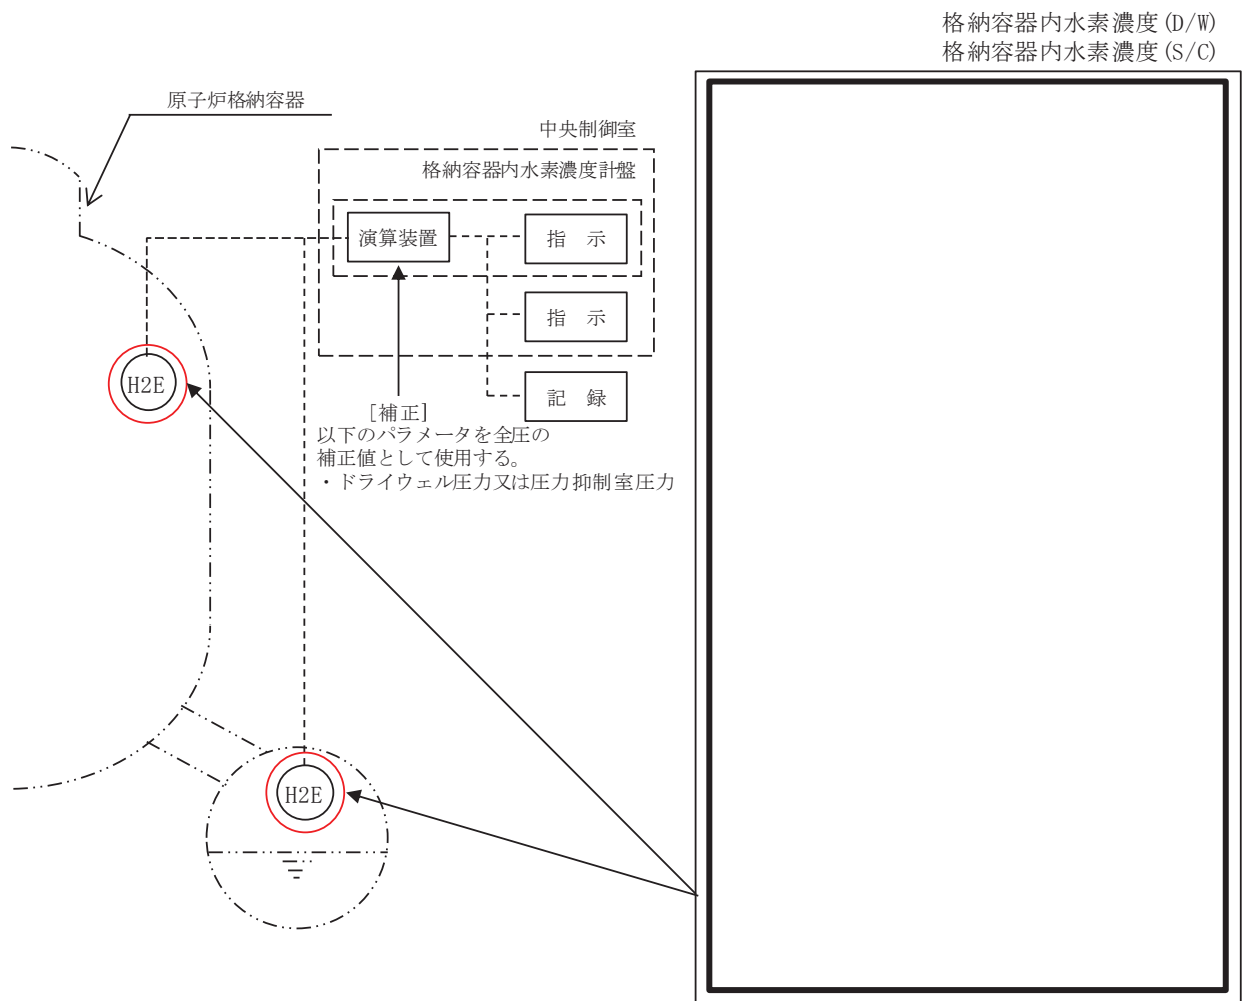 格納容器内水素濃度(D/W)
格納容器内水素濃度(S/C)
原子炉格納容器
中央制御室
格納容器内水素濃度計盤
演算装置
指 示
指 示
H2E
記 録
[補正]
以下のパラメータを全圧の
補正値として使用する。
・ドライウェル圧力又は圧力抑制室圧力
H2E